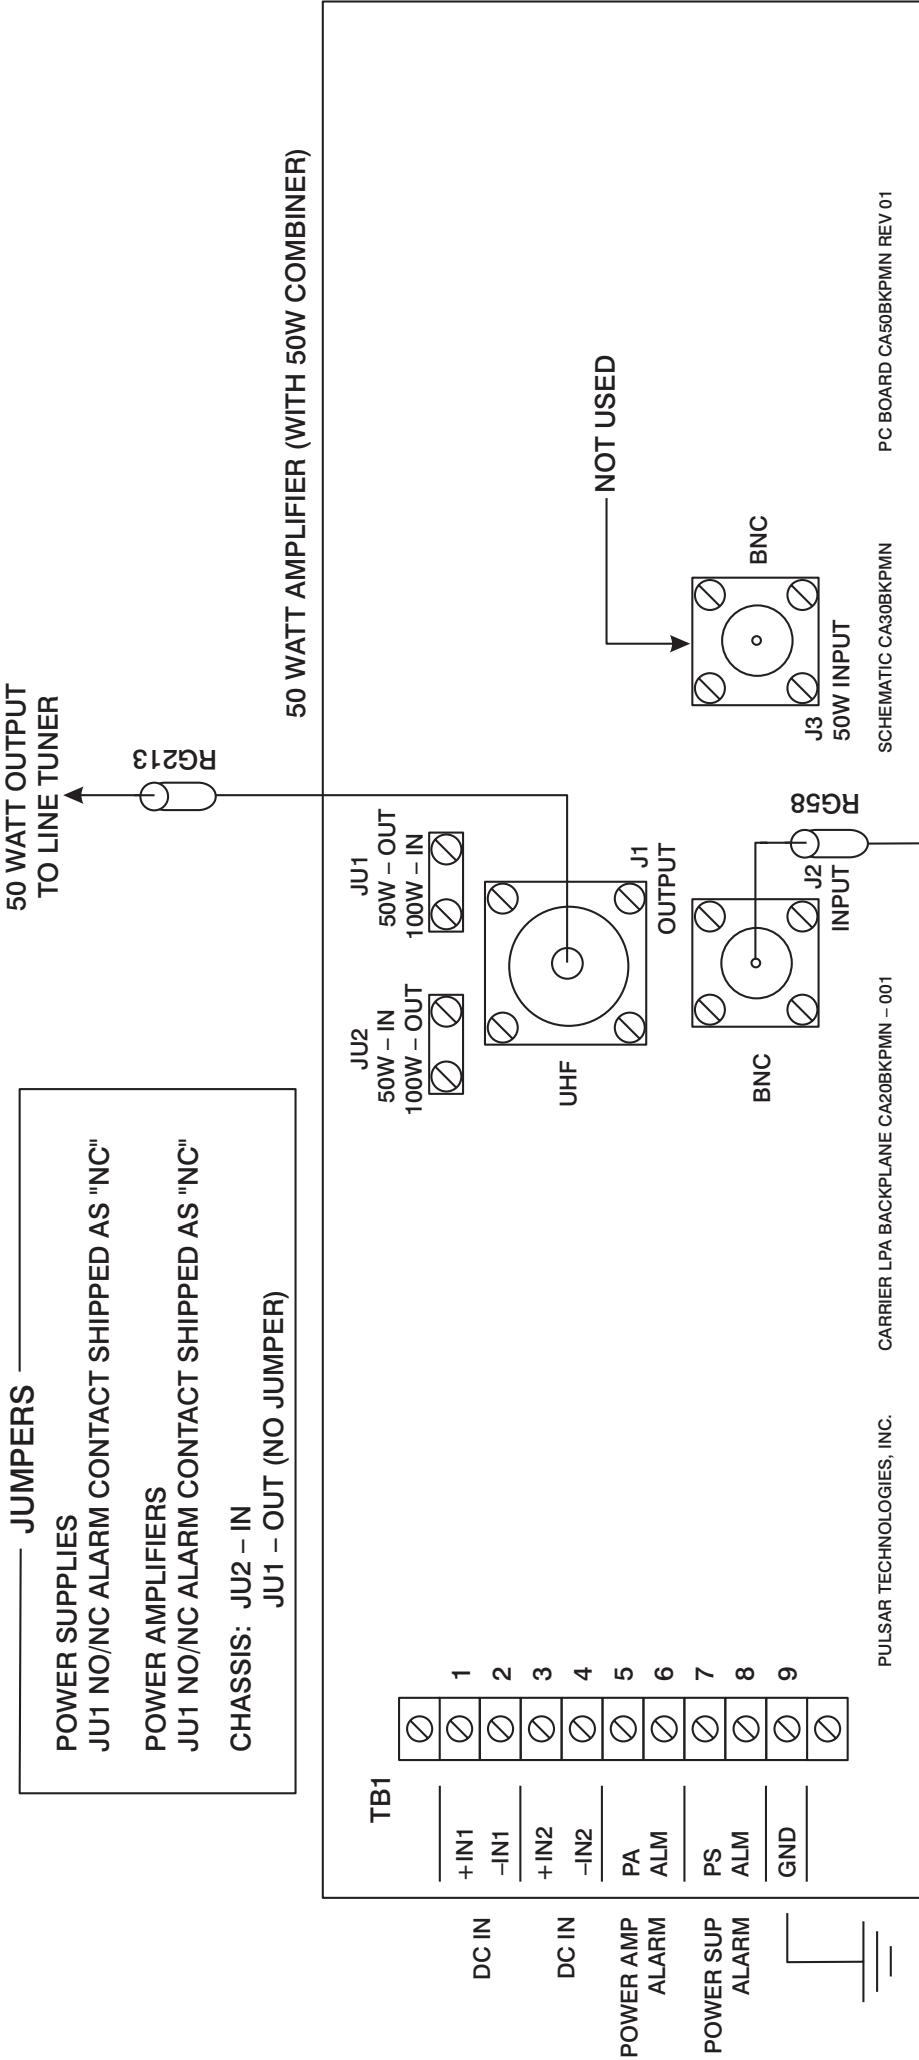 JUMPERS
POWER SUPPLIES
JU1 NO/NC ALARM CONTACT SHIPPED AS "NC"
POWER AMPLIFIERS
JU1 NO/NC ALARM CONTACT SHIPPED AS "NC"
CHASSIS: JU2 – IN
JU1 – OUT (NO JUMPER)
50 WATT OUTPUT
TO LINE TUNER
RG213
50 WATT AMPLIFIER (WITH 50W COMBINER)
TB1
DC IN
+IN1
1
–IN1
2
DC IN
+IN2
3
–IN2
4
POWER AMP
ALARM
PA
ALM
5
6
POWER SUP
ALARM
PS
ALM
7
8
GND
9
JU2
50W – IN
100W – OUT
JU1
50W – OUT
100W – IN
UHF
J1
OUTPUT
BNC
J2
INPUT
RG58
NOT USED
J3
50W INPUT
BNC
PULSAR TECHNOLOGIES, INC.
CARRIER LPA BACKPLANE CA20BKPMN – 001
SCHEMATIC CA30BKPMN
PC BOARD CA50BKPMN REV 01